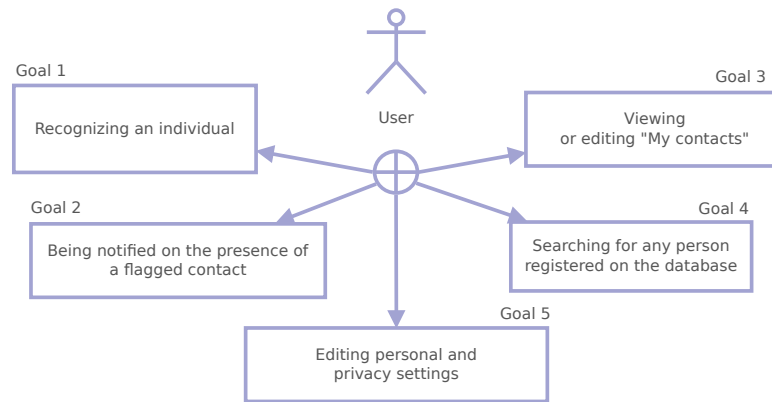 Goal 1
Recognizing an individual
User
Goal 3
Viewing
or editing "My contacts"
Goal 2
Being notified on the presence of
a flagged contact
Goal 4
Searching for any person
registered on the database
Goal 5
Editing personal and
privacy settings